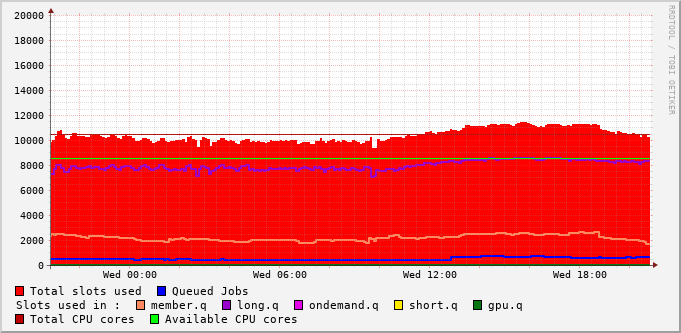 20000
18000
16000
14000
12000
10000
8000
6000
4000
2000
0
Wed 00:00 Wed 06:00 Wed 12:00 Wed 18:00
RRDTOOL / TOBI OETIKER
Total slots used Queued Jobs
Slots used in : member.q long.q ondemand.q short.q gpu.q
Total CPU cores Available CPU cores